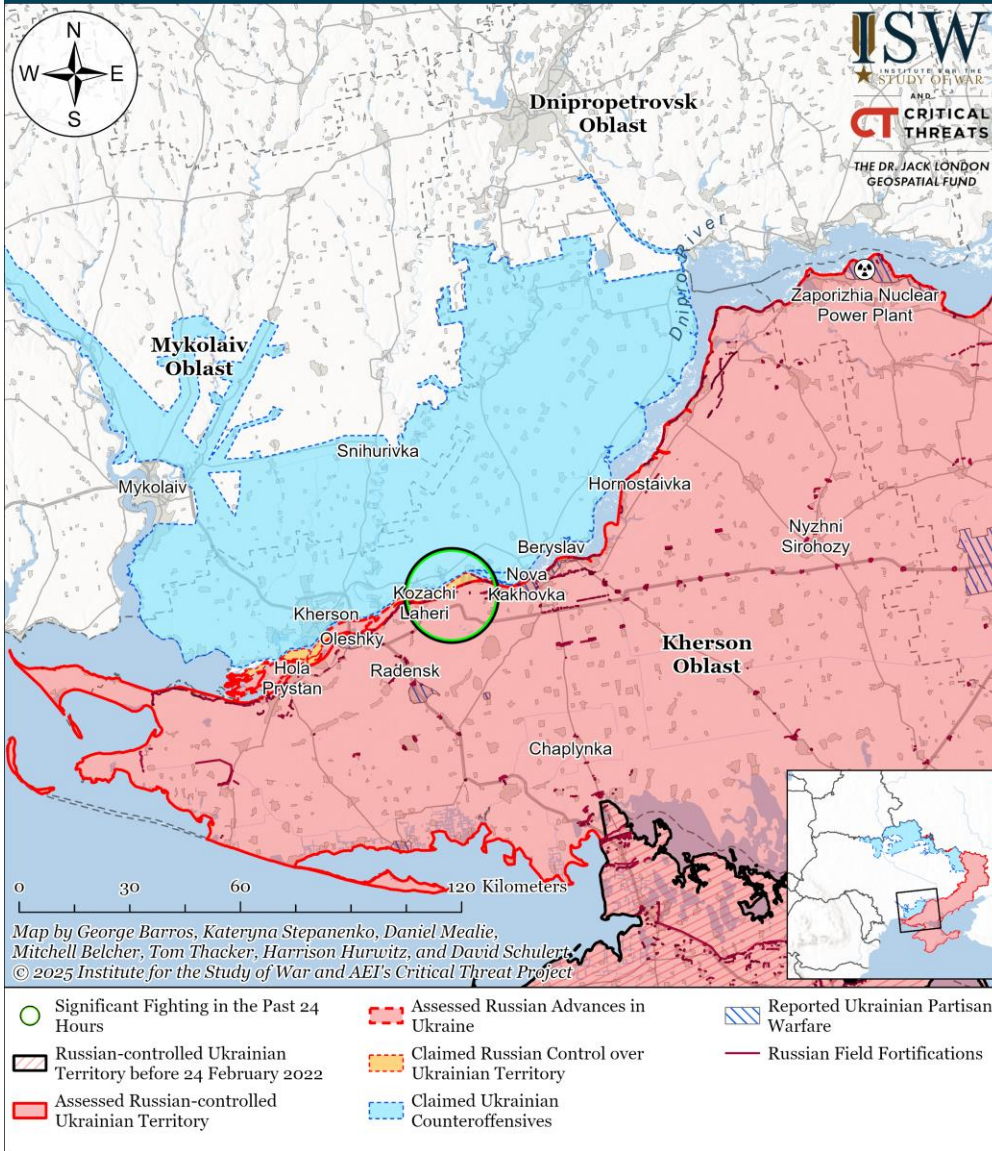 N
W E
S
ISW
INSTITUTE FOR THE
STUDY OF WAR
AND
CT CRITICAL
THREATS
THE DR. JACK LONDON
GEOSPATIAL FUND
Dnipropetrovsk
Oblast
Dnipro River
Zaporizhia Nuclear
Power Plant
Mykolaiv
Oblast
Snihurivka
Mykolaiv
Hornostaivka
Nyzhni
Sirohozy
Beryslav
Nova
Kakhovka
Kozachi
Laheri
Kherson
Oleshky
Kherson
Oblast
Hola
Prystan
Radensk
Chaplynka
0 30 60 120 Kilometers
Map by George Barros, Kateryna Stepanenko, Daniel Mealie,
Mitchell Belcher, Tom Thacker, Harrison Hurwitz, and David Schulert
© 2025 Institute for the Study of War and AEI's Critical Threat Project
Significant Fighting in the Past 24
Hours
Russian-controlled Ukrainian
Territory before 24 February 2022
Assessed Russian-controlled
Ukrainian Territory
Assessed Russian Advances in
Ukraine
Claimed Russian Control over
Ukrainian Territory
Claimed Ukrainian
Counteroffensives
Reported Ukrainian Partisan
Warfare
Russian Field Fortifications